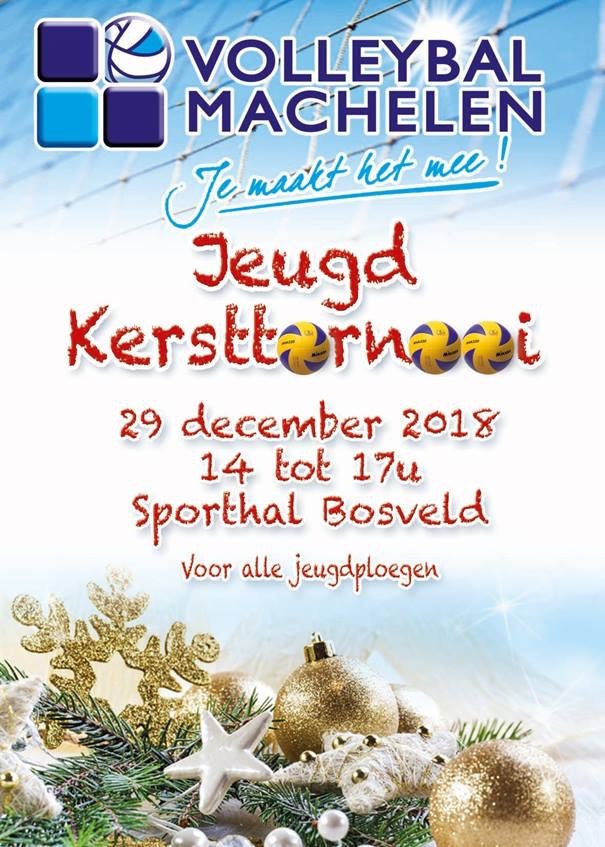 VOLLEYBAL
MACHELEN
Je maakt het mee!
Jeugd
Kersttornooi
29 december 2018
14 tot 17u
Sporthal Bosveld
Voor alle jeugdploegen